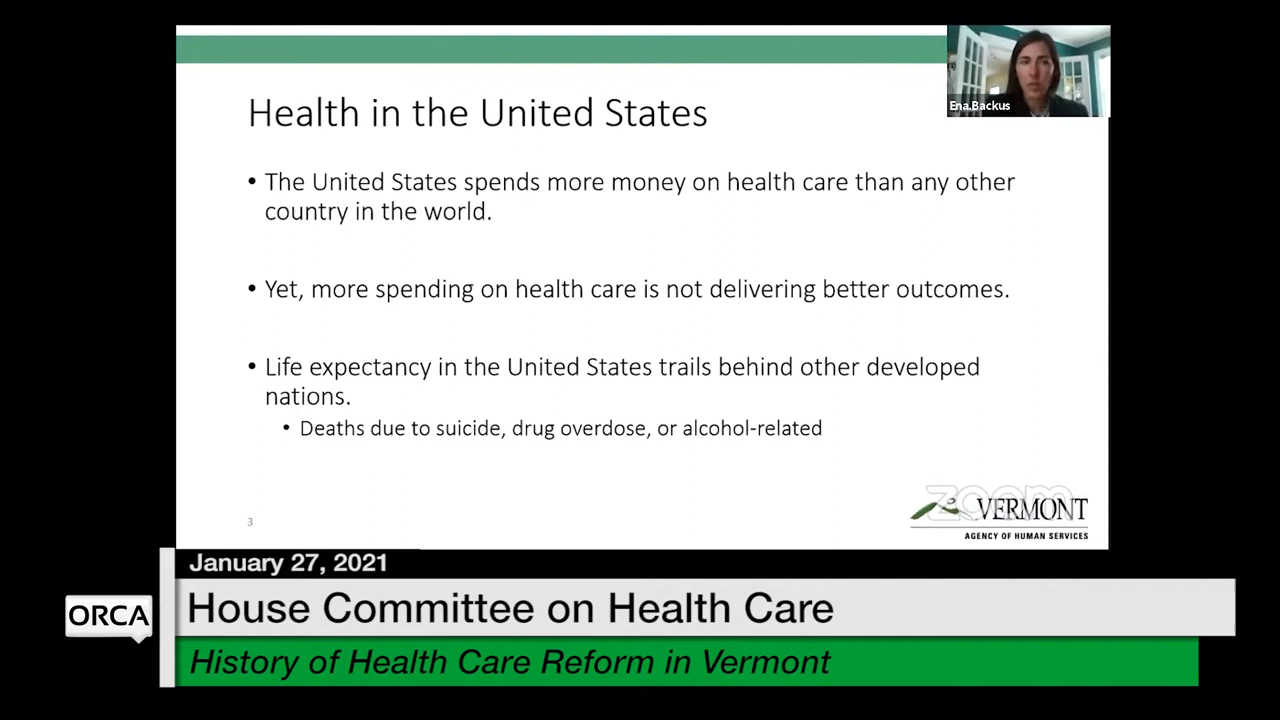 Health in the United States
Ena.Backus
• The United States spends more money on health care than any other
country in the world.
• Yet, more spending on health care is not delivering better outcomes.
• Life expectancy in the United States trails behind other developed
nations.
• Deaths due to suicide, drug overdose, or alcohol-related
3
zoom
VERMONT
AGENCY OF HUMAN SERVICES
January 27, 2021
ORCA
House Committee on Health Care
History of Health Care Reform in Vermont